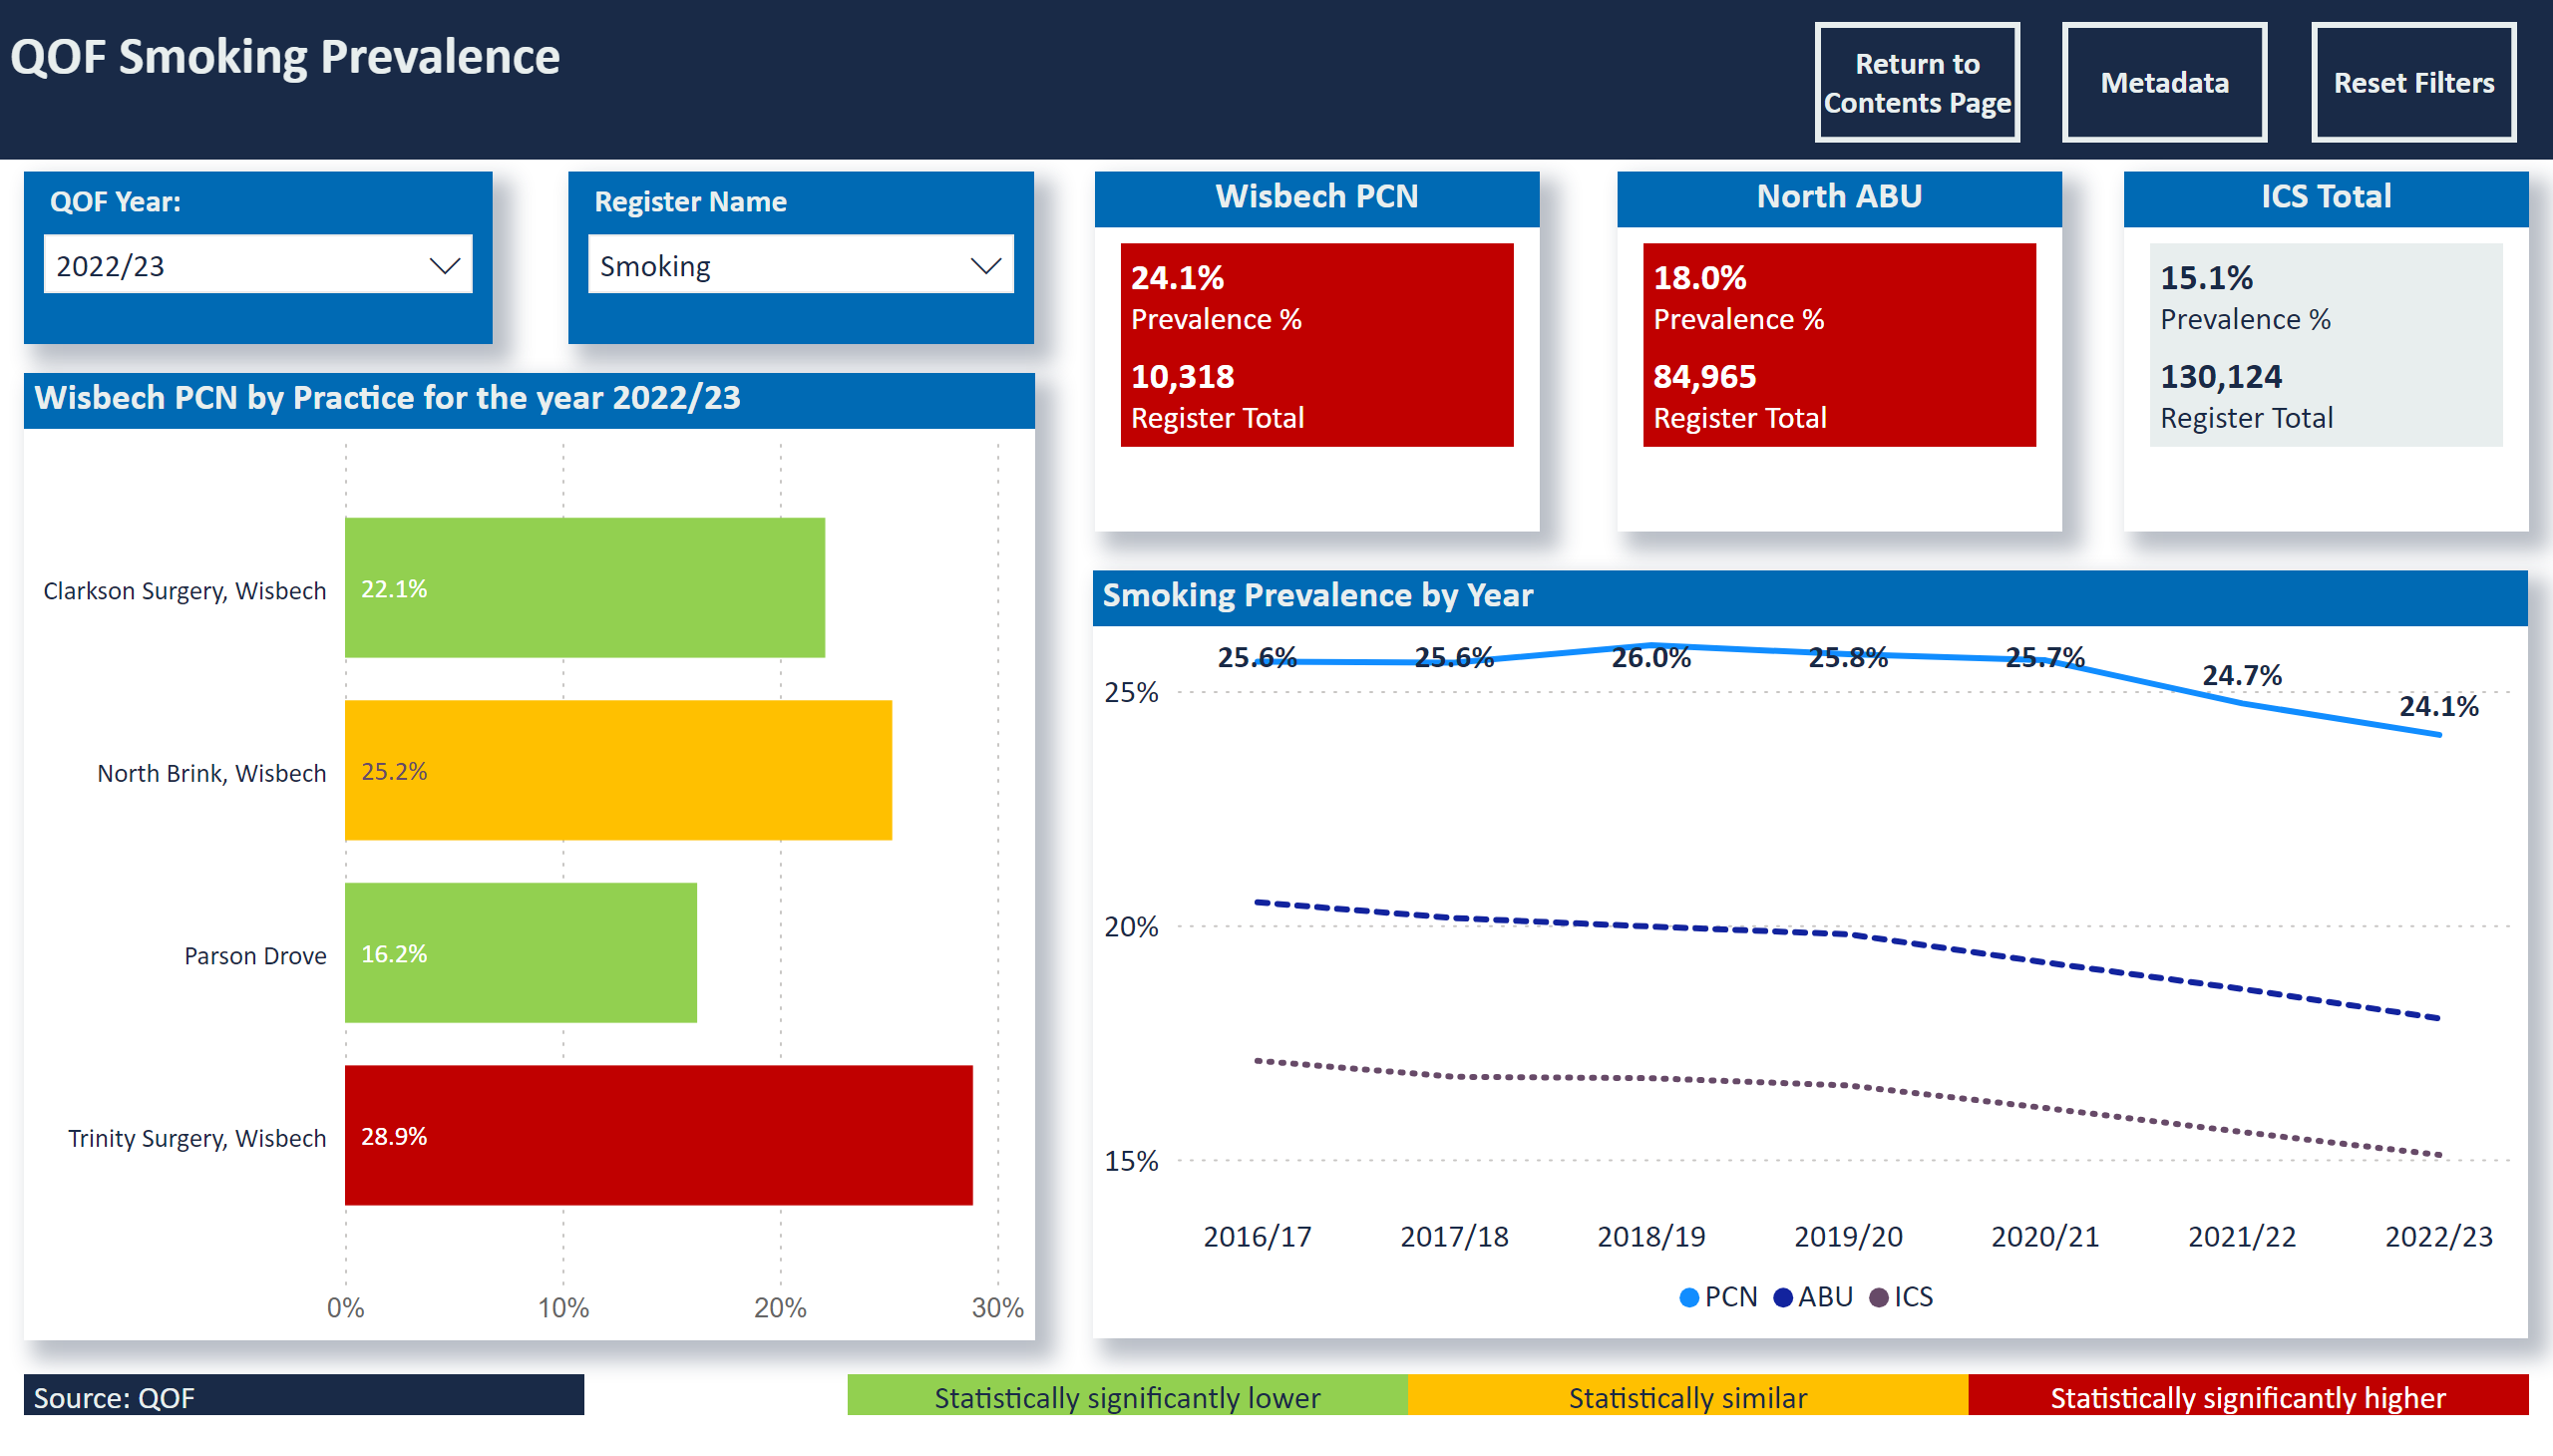 QOF Smoking Prevalence
Return to
Contents Page
Metadata
Reset Filters
QOF Year:
2022/23
Register Name
Smoking
Wisbech PCN
24.1%
Prevalence %
10,318
Register Total
North ABU
18.0%
Prevalence %
84,965
Register Total
ICS Total
15.1%
Prevalence %
130,124
Register Total
Wisbech PCN by Practice for the year 2022/23
Clarkson Surgery, Wisbech
22.1%
North Brink, Wisbech
25.2%
Parson Drove
16.2%
Trinity Surgery, Wisbech
28.9%
0% 10% 20% 30%
Smoking Prevalence by Year
25.6% 25.6% 26.0% 25.8% 25.7% 24.7% 24.1%
25%
20%
15%
2016/17 2017/18 2018/19 2019/20 2020/21 2021/22 2022/23
PCN ABU ICS
Source: QOF
Statistically significantly lower
Statistically similar
Statistically significantly higher